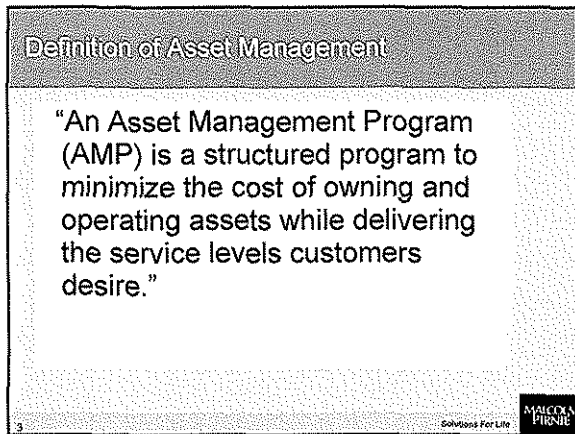 Definition of Asset Management
“An Asset Management Program
(AMP) is a structured program to
minimize the cost of owning and
operating assets while delivering
the service levels customers
desire.”
3
Solutions For Life
MALCOLM
PIRNIE